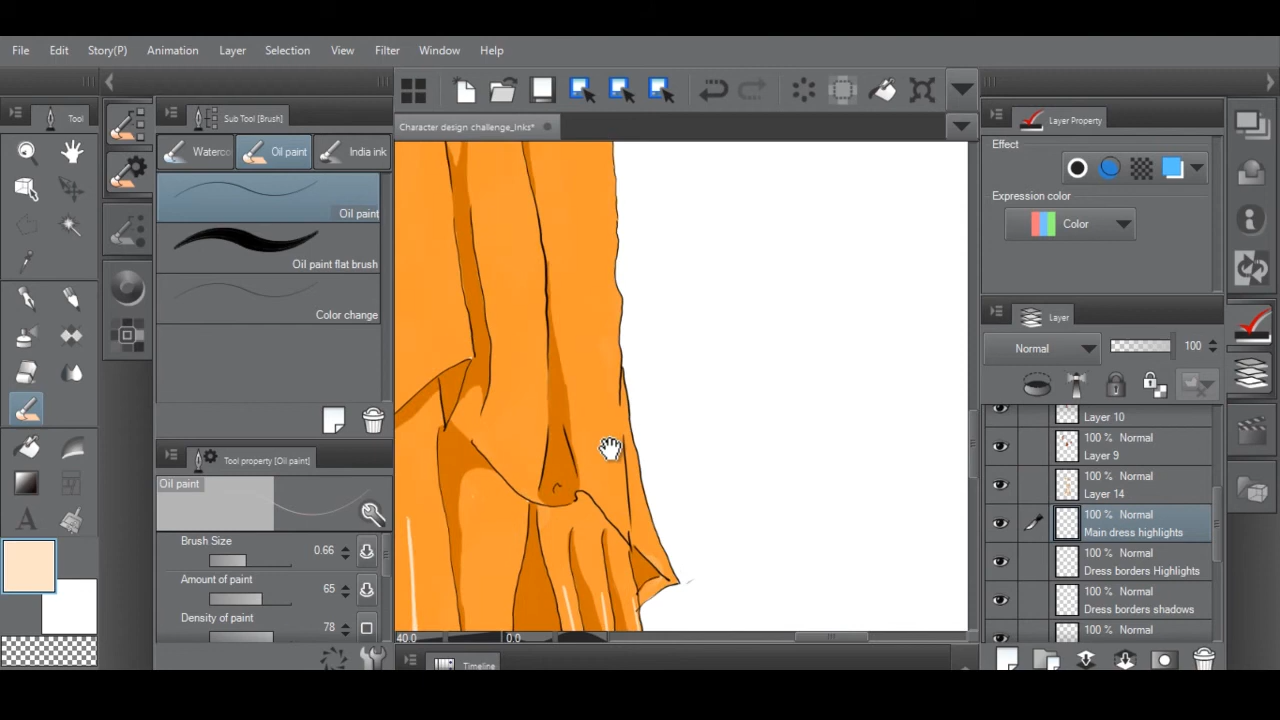 File Edit Story(P) Animation Layer Selection View Filter Window Help
Tool
Sub Tool [Brush]
Waterco Oil paint India ink
Oil paint
Oil paint flat brush
Color change
Tool property [Oil paint]
Oil paint
Brush Size 0.66
Amount of paint 65
Density of paint 78
Character design challenge_Inks*
40.0 0.0
Timeline
Layer Property
Effect
Expression color
Color
Layer
Normal 100
Layer 10
100 % Normal
Layer 9
100 % Normal
Layer 14
100 % Normal
Main dress highlights
100 % Normal
Dress borders Highlights
100 % Normal
Dress borders shadows
100 % Normal